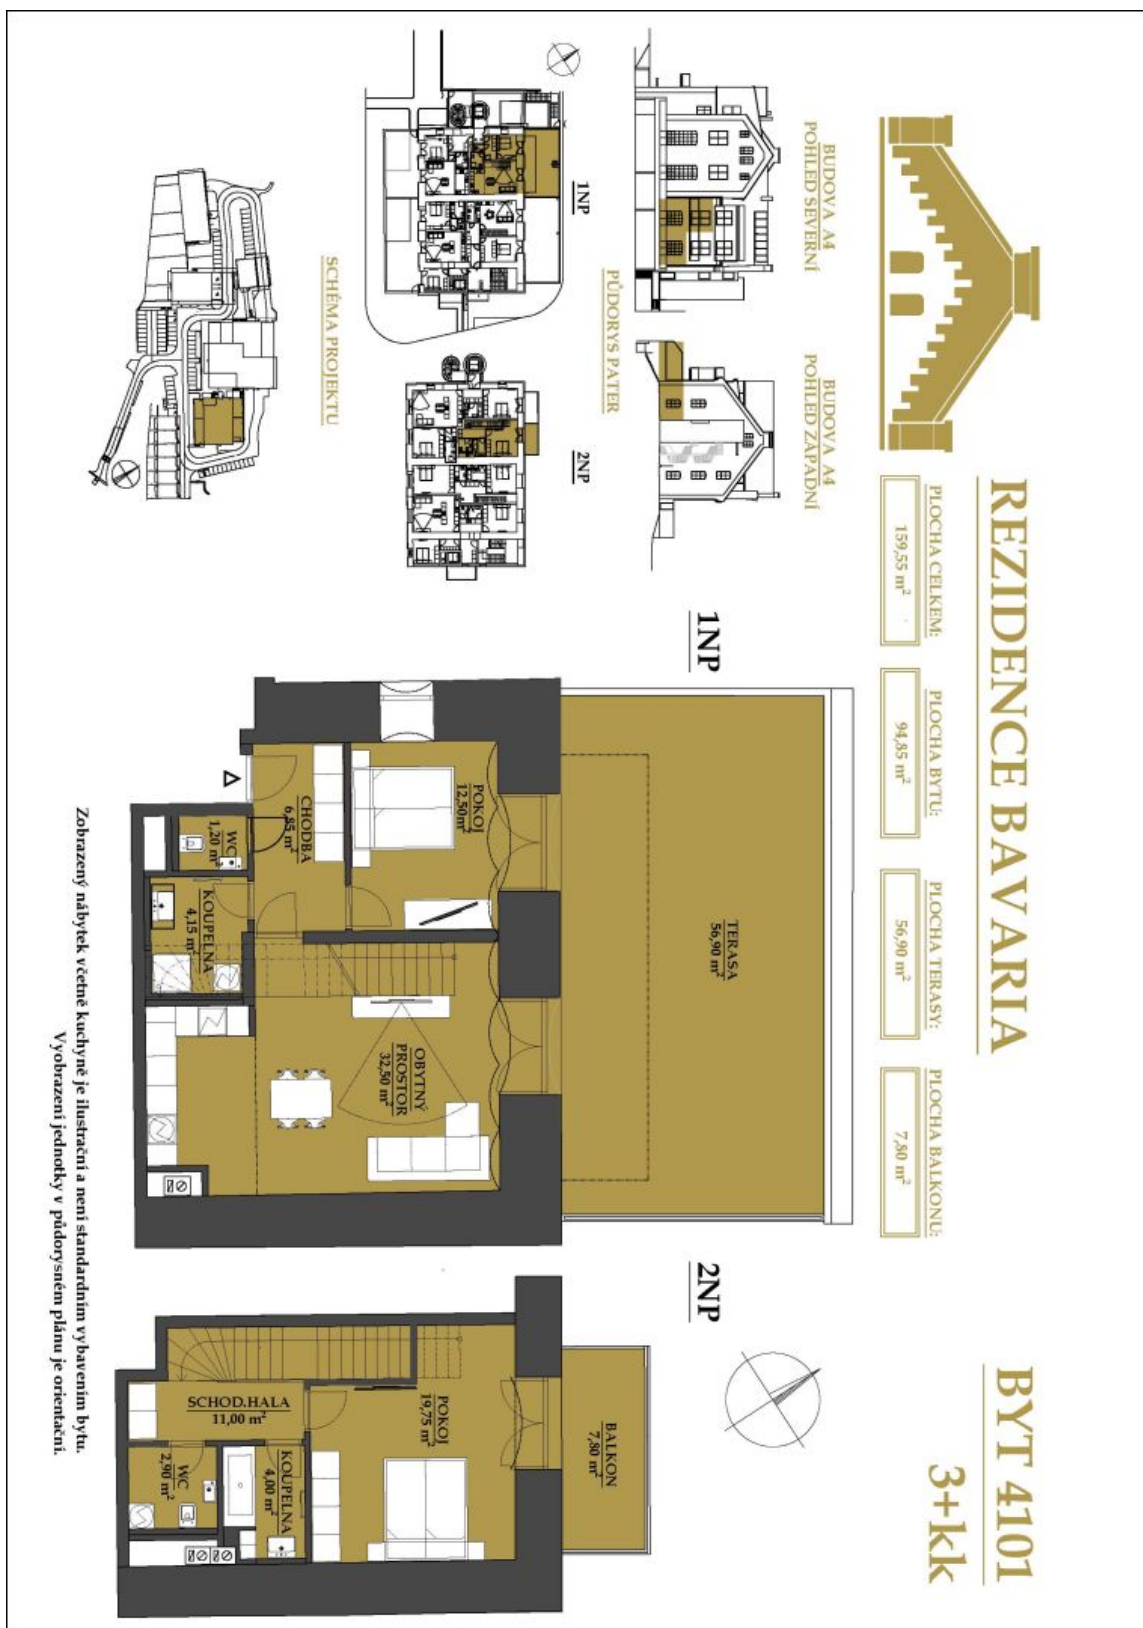 REZIDENCE BAVARIA
BYT 4101
3+kk
PLOCHA CELKEM:
159,55 m²
PLOCHA BYTU:
94,85 m²
PLOCHA TERASY:
56,90 m²
PLOCHA BALKONU:
7,80 m²
BUDOVA A4
POHLED SEVERNÍ
BUDOVA A4
POHLED ZÁPADNÍ
PŮDORYS PATER
1NP
2NP
SCHÉMA PROJEKTU
1NP
TERASA
56,90 m²
POKOJ
12,50m²
CHODBA
6,85 m²
WC
1,20 m²
KOUPELNA
4,15 m²
OBYTNÝ
PROSTOR
32,50 m²
2NP
BALKON
7,80 m²
POKOJ
19,75 m²
SCHOD.HALA
11,00 m²
KOUPELNA
4,00 m²
WC
2,90 m²
Zobrazený nábytek včetně kuchyně je ilustrační a není standardním vybavením bytu.
Vyobrazení jednotky v půdorysném plánu je orientační.